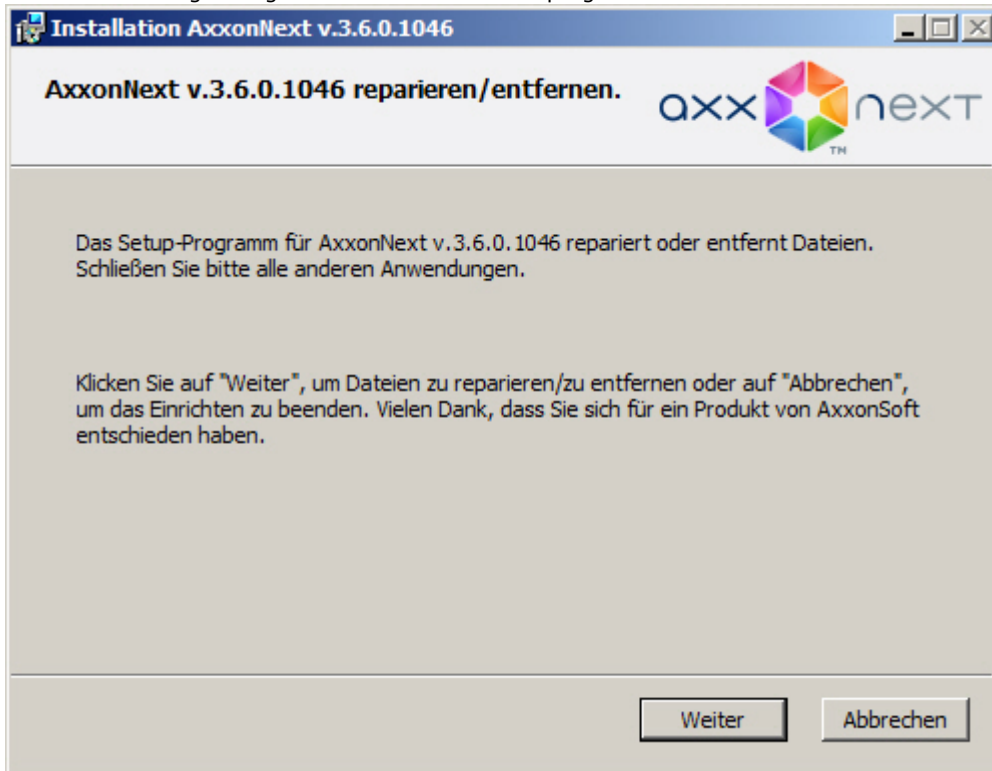 Installation AxxonNext v.3.6.0.1046
AxxonNext v.3.6.0.1046 reparieren/entfernen.
axx next
TM
Das Setup-Programm für AxxonNext v.3.6.0.1046 repariert oder entfernt Dateien.
Schließen Sie bitte alle anderen Anwendungen.
Klicken Sie auf "Weiter", um Dateien zu reparieren/zu entfernen oder auf "Abbrechen",
um das Einrichten zu beenden. Vielen Dank, dass Sie sich für ein Produkt von AxxonSoft
entschieden haben.
Weiter
Abbrechen